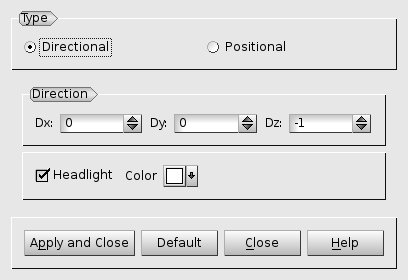 Type
Directional Positional
Direction
Dx: 0 Dy: 0 Dz: -1
Headlight Color
Apply and Close Default Close Help